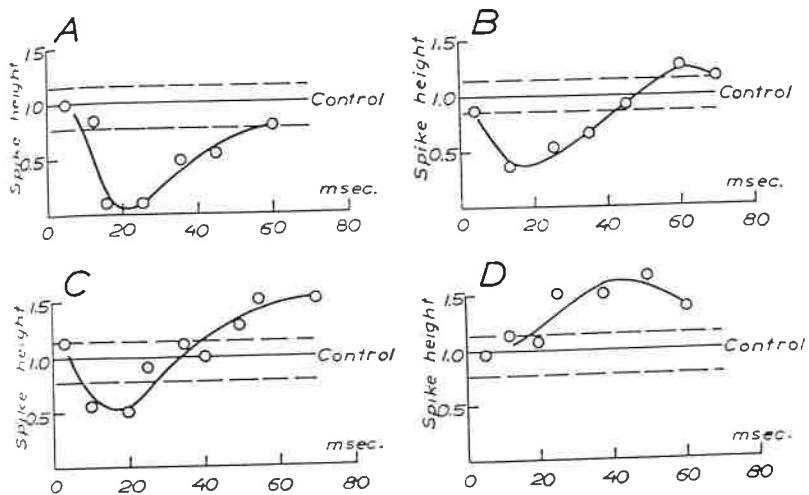 A
Spike height
1.5
1.0
0.5
Control
msec.
0 20 40 60 80
B
Spike height
1.5
1.0
0.5
Control
msec.
0 20 40 60 80
C
Spike height
1.5
1.0
0.5
Control
msec.
0 20 40 60 80
D
Spike height
1.5
1.0
0.5
Control
msec.
0 20 40 60 80